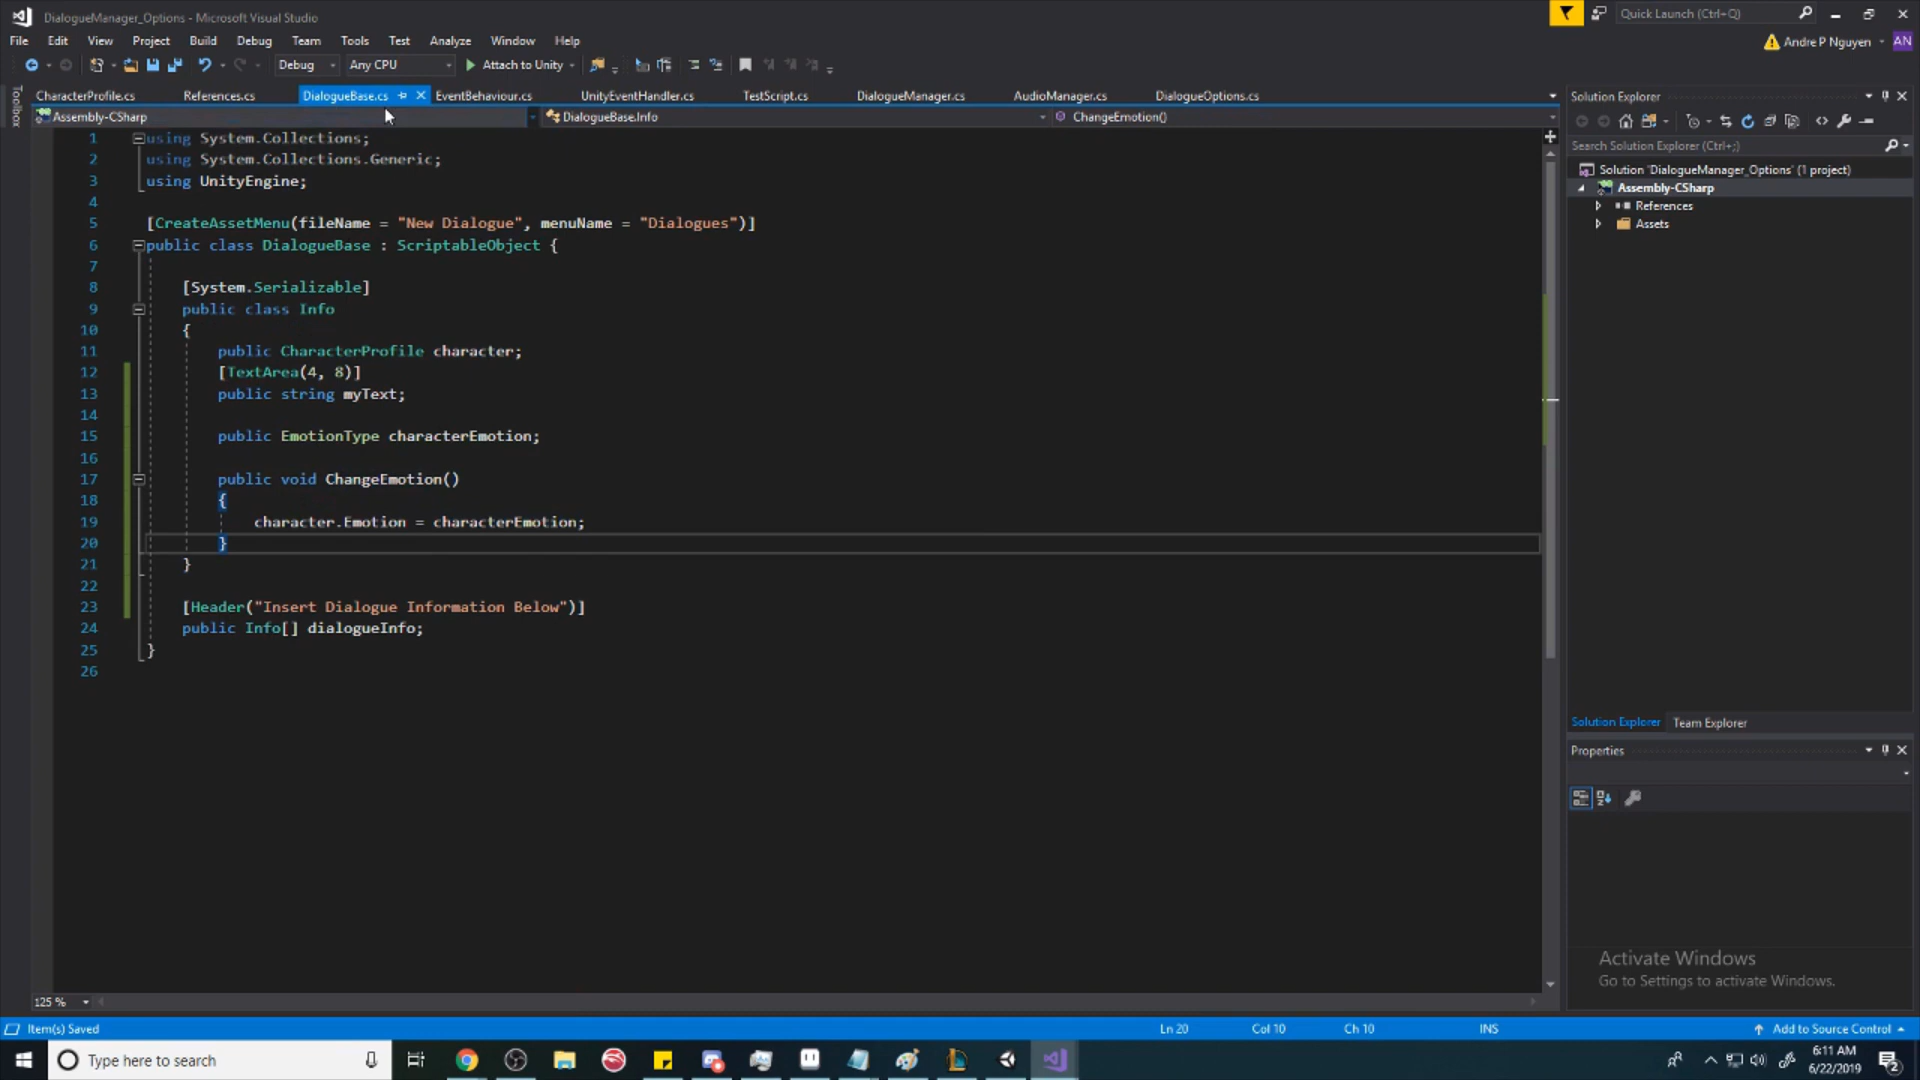 DialogueManager_Options - Microsoft Visual Studio
Quick Launch (Ctrl+Q)
File Edit View Project Build Debug Team Tools Test Analyze Window Help
Andre P Nguyen AN
Debug Any CPU Attach to Unity
Toolbox
CharacterProfile.cs References.cs DialogueBase.cs EventBehaviour.cs UnityEventHandler.cs TestScript.cs DialogueManager.cs AudioManager.cs DialogueOptions.cs
Assembly-CSharp DialogueBase.Info ChangeEmotion()
1 using System.Collections;
2 using System.Collections.Generic;
3 using UnityEngine;
4
5 [CreateAssetMenu(fileName = "New Dialogue", menuName = "Dialogues")]
6 public class DialogueBase : ScriptableObject {
7
8 [System.Serializable]
9 public class Info
10 {
11 public CharacterProfile character;
12 [TextArea(4, 8)]
13 public string myText;
14
15 public EmotionType characterEmotion;
16
17 public void ChangeEmotion()
18 {
19 character.Emotion = characterEmotion;
20 }
21 }
22
23 [Header("Insert Dialogue Information Below")]
24 public Info[] dialogueInfo;
25 }
26
125 %
Solution Explorer
Search Solution Explorer (Ctrl+;)
Solution 'DialogueManager_Options' (1 project)
Assembly-CSharp
References
Assets
Solution Explorer Team Explorer
Properties
Activate Windows
Go to Settings to activate Windows.
Item(s) Saved Ln 20 Col 10 Ch 10 INS Add to Source Control
Type here to search
6:11 AM
6/22/2019
2